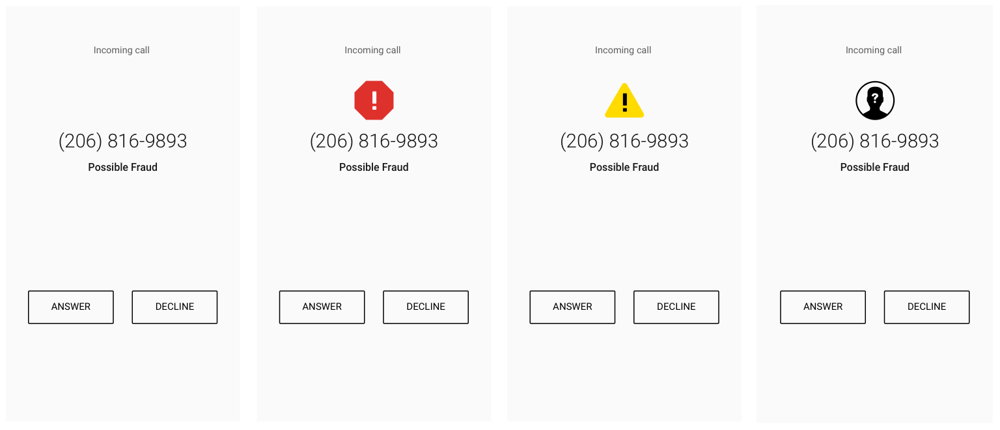 Incoming call
(206) 816-9893
Possible Fraud
ANSWER DECLINE
Incoming call
!
(206) 816-9893
Possible Fraud
ANSWER DECLINE
Incoming call
!
(206) 816-9893
Possible Fraud
ANSWER DECLINE
Incoming call
?
(206) 816-9893
Possible Fraud
ANSWER DECLINE